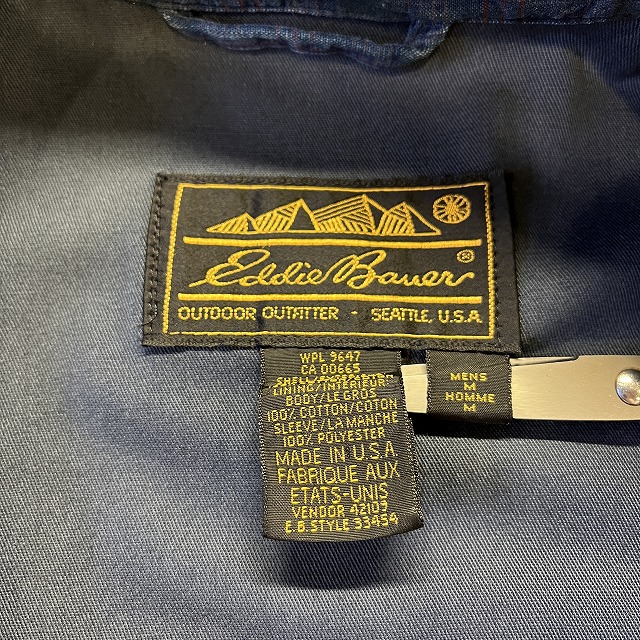 Eddie Bauer®
OUTDOOR OUTFITTER - SEATTLE, U.S.A.
WPL 9647
CA 00665
LINING/INTERIEUR
BODY/LE GROS
100% COTTON/COTON
SLEEVE/LA MANCHE
100% POLYESTER
MADE IN U.S.A
FABRIQUE AUX
ETATS-UNIS
VENDOR 42109
E.B.STYLE 33454
MENS
M
HOMME
M